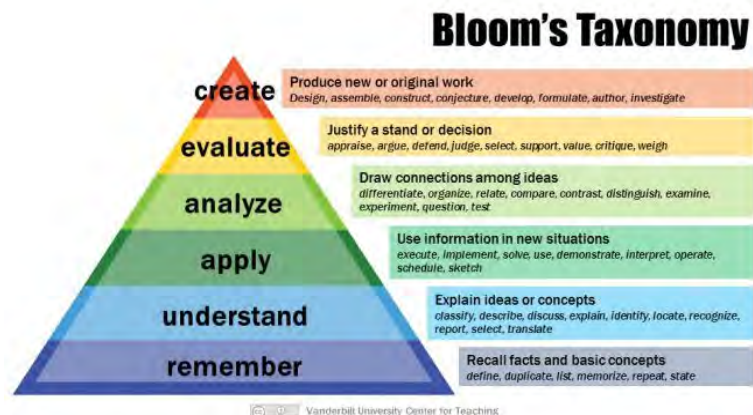 Bloom's Taxonomy
create
Produce new or original work
Design, assemble, construct, conjecture, develop, formulate, author, investigate
evaluate
Justify a stand or decision
appraise, argue, defend, judge, select, support, value, critique, weigh
analyze
Draw connections among ideas
differentiate, organize, relate, compare, contrast, distinguish, examine,
experiment, question, test
apply
Use information in new situations
execute, implement, solve, use, demonstrate, interpret, operate,
schedule, sketch
understand
Explain ideas or concepts
classify, describe, discuss, explain, identify, locate, recognize,
report, select, translate
remember
Recall facts and basic concepts
define, duplicate, list, memorize, repeat, state
Vanderbilt University Center for Teaching